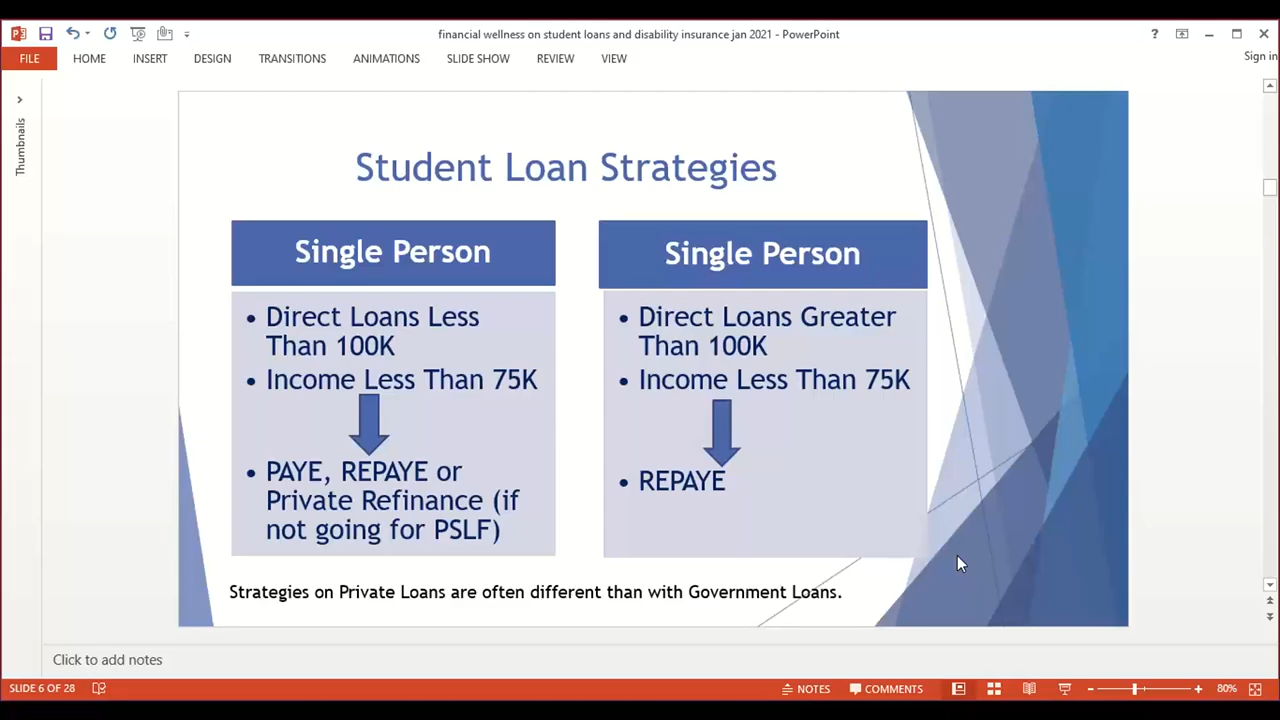 financial wellness on student loans and disability insurance jan 2021 - PowerPoint
?
Sign in
FILE HOME INSERT DESIGN TRANSITIONS ANIMATIONS SLIDE SHOW REVIEW VIEW
Thumbnails
Student Loan Strategies
Single Person
• Direct Loans Less
Than 100K
• Income Less Than 75K
• PAYE, REPAYE or
Private Refinance (if
not going for PSLF)
Single Person
• Direct Loans Greater
Than 100K
• Income Less Than 75K
• REPAYE
Strategies on Private Loans are often different than with Government Loans.
Click to add notes
SLIDE 6 OF 28 NOTES COMMENTS 80%